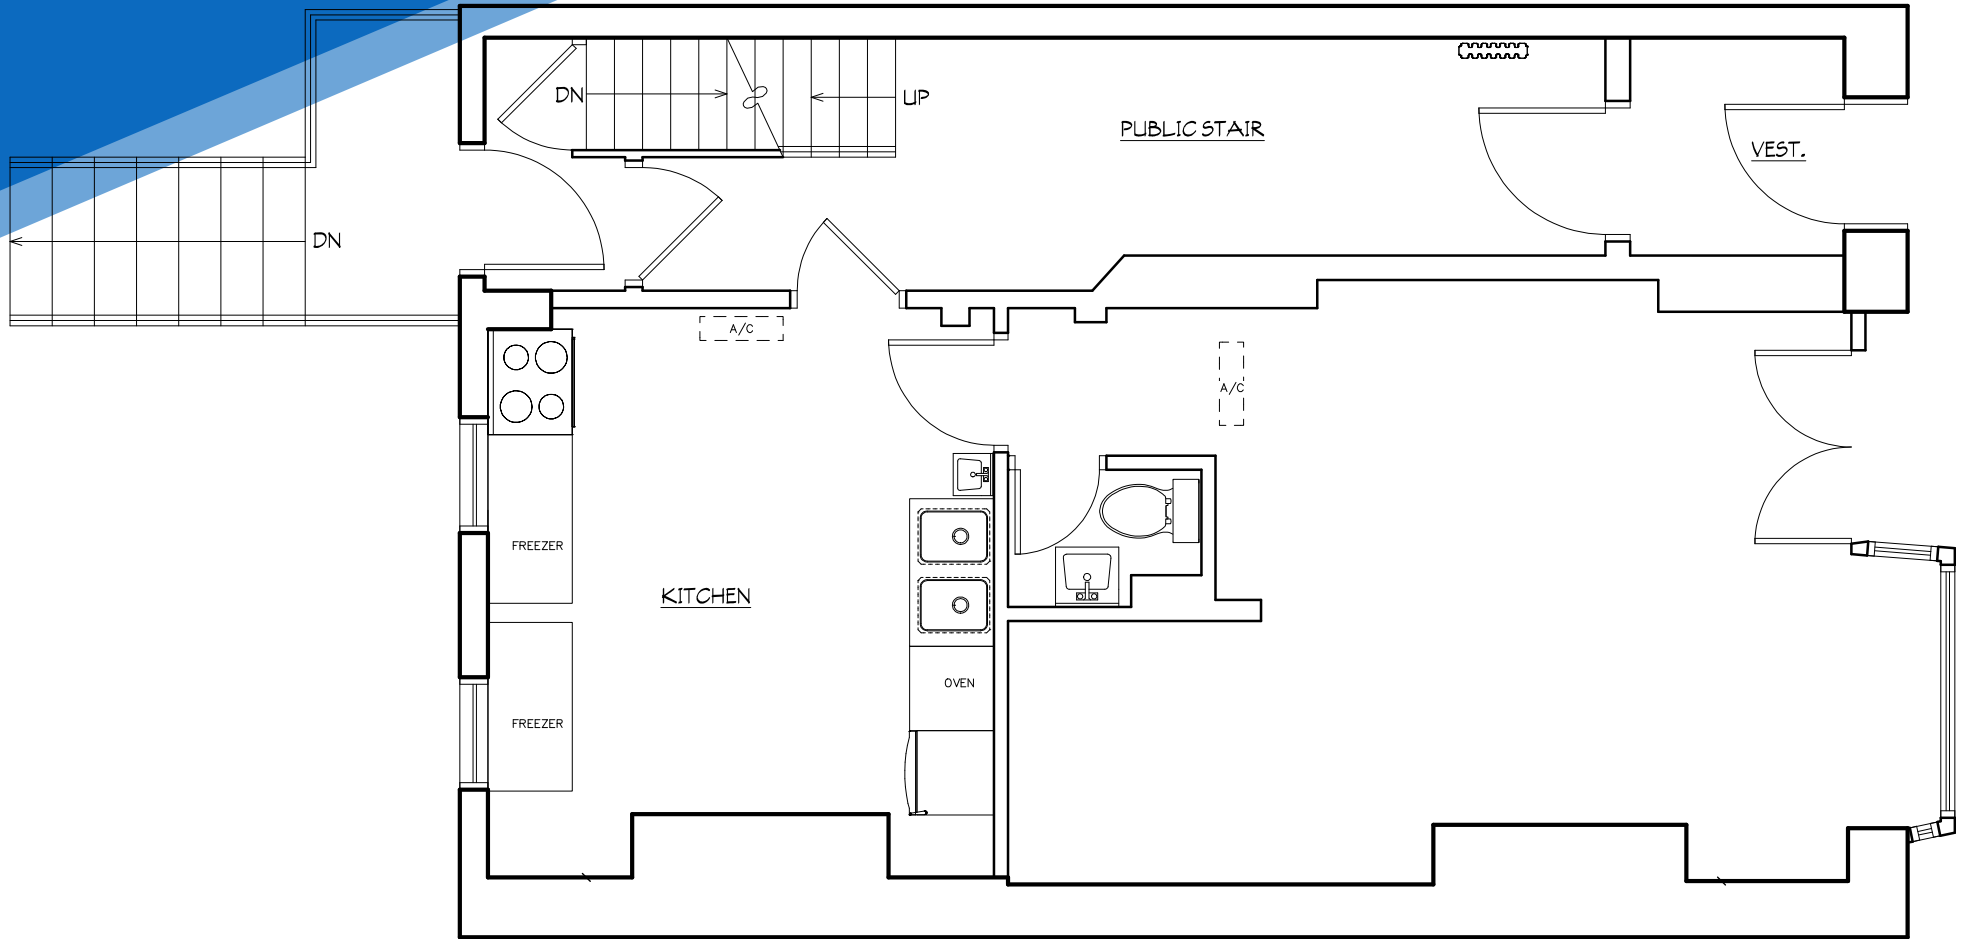 DN
UP
PUBLIC STAIR
VEST.
DN
A/C
A/C
FREEZER
KITCHEN
OVEN
FREEZER